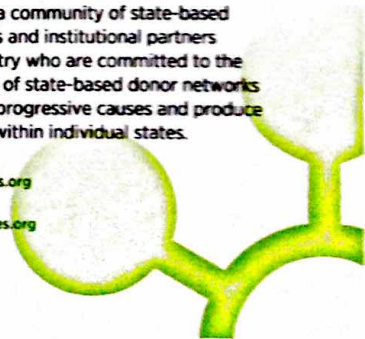 a community of state-based
s and institutional partners
try who are committed to the
of state-based donor networks
progressive causes and produce
within individual states.
s.org
es.org